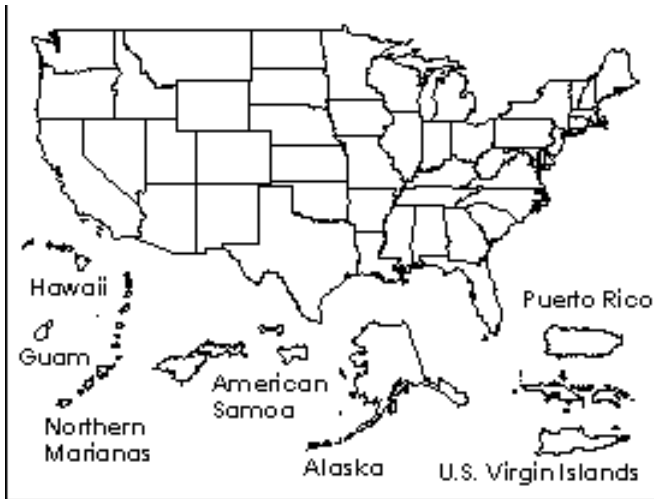 Hawaii
Puerto Rico
Guam
American
Samoa
Northern
Marianas
Alaska
U.S. Virgin Islands